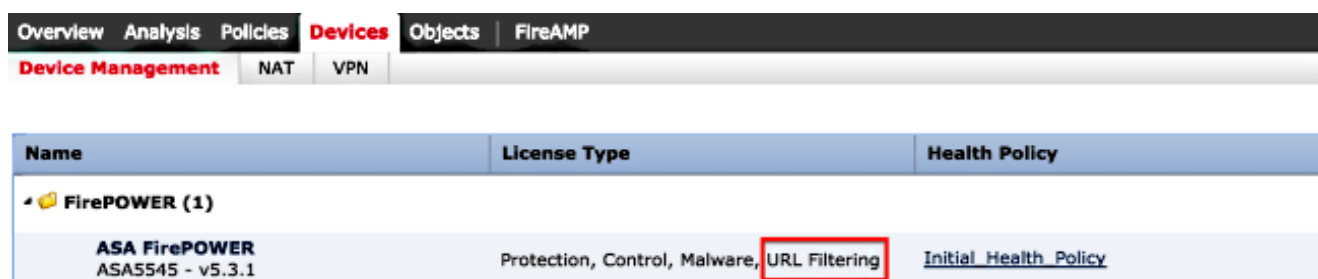 Overview Analysis Policies Devices Objects FireAMP
Device Management NAT VPN
Name License Type Health Policy
FirePOWER (1)
ASA FirePOWER
ASA5545 - v5.3.1 Protection, Control, Malware, URL Filtering Initial_Health_Policy